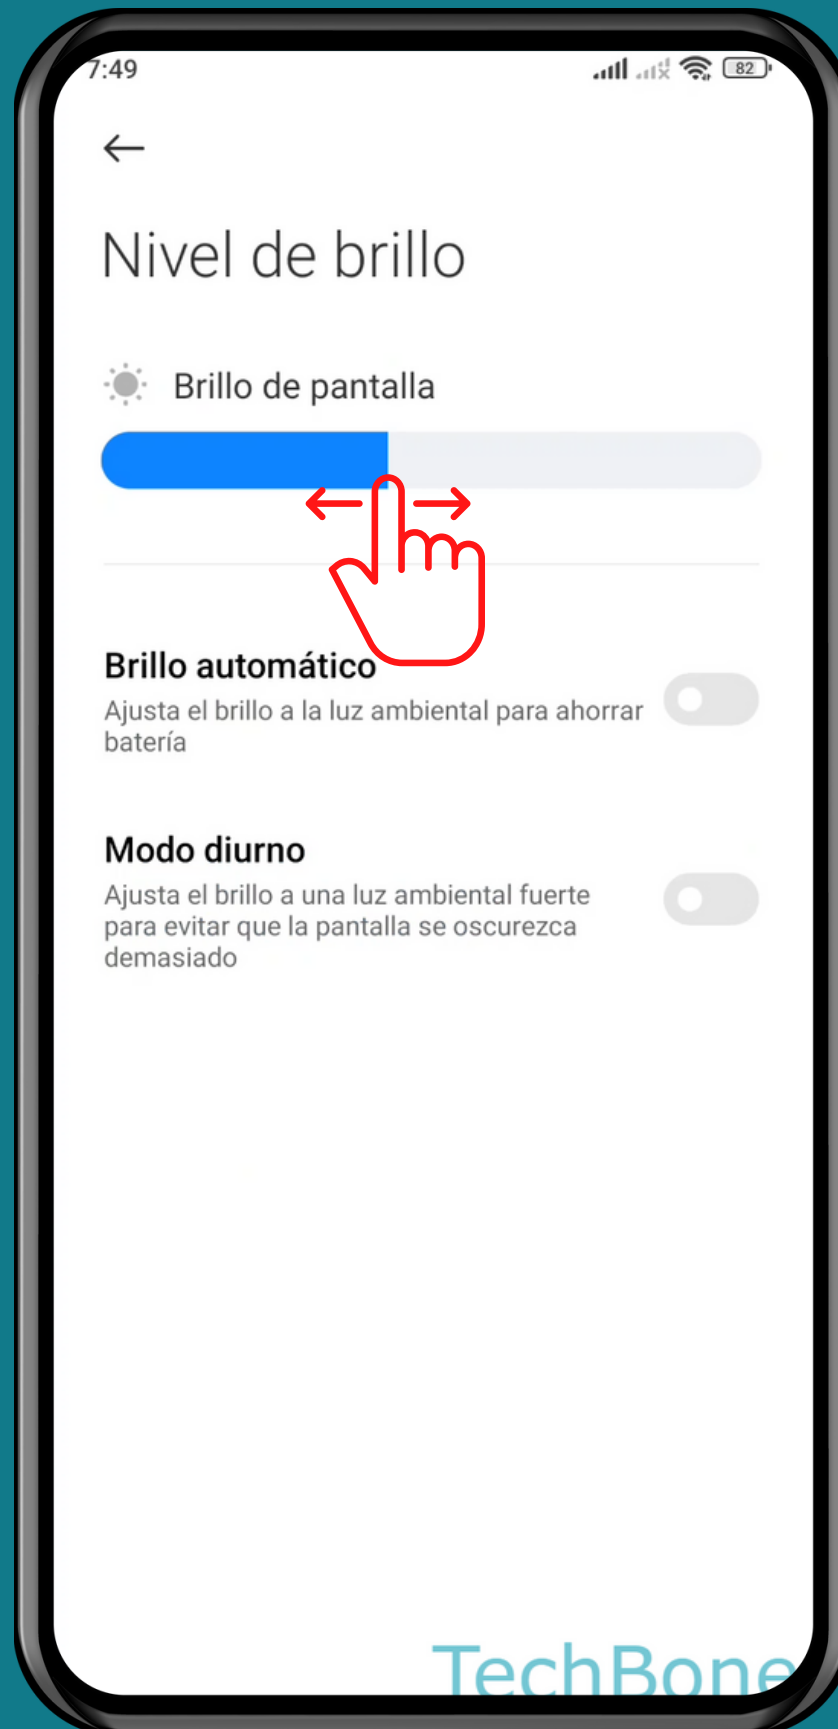 7:49
82
Nivel de brillo
Brillo de pantalla
Brillo automático
Ajusta el brillo a la luz ambiental para ahorrar
batería
Modo diurno
Ajusta el brillo a una luz ambiental fuerte
para evitar que la pantalla se oscurezca
demasiado
TechBone